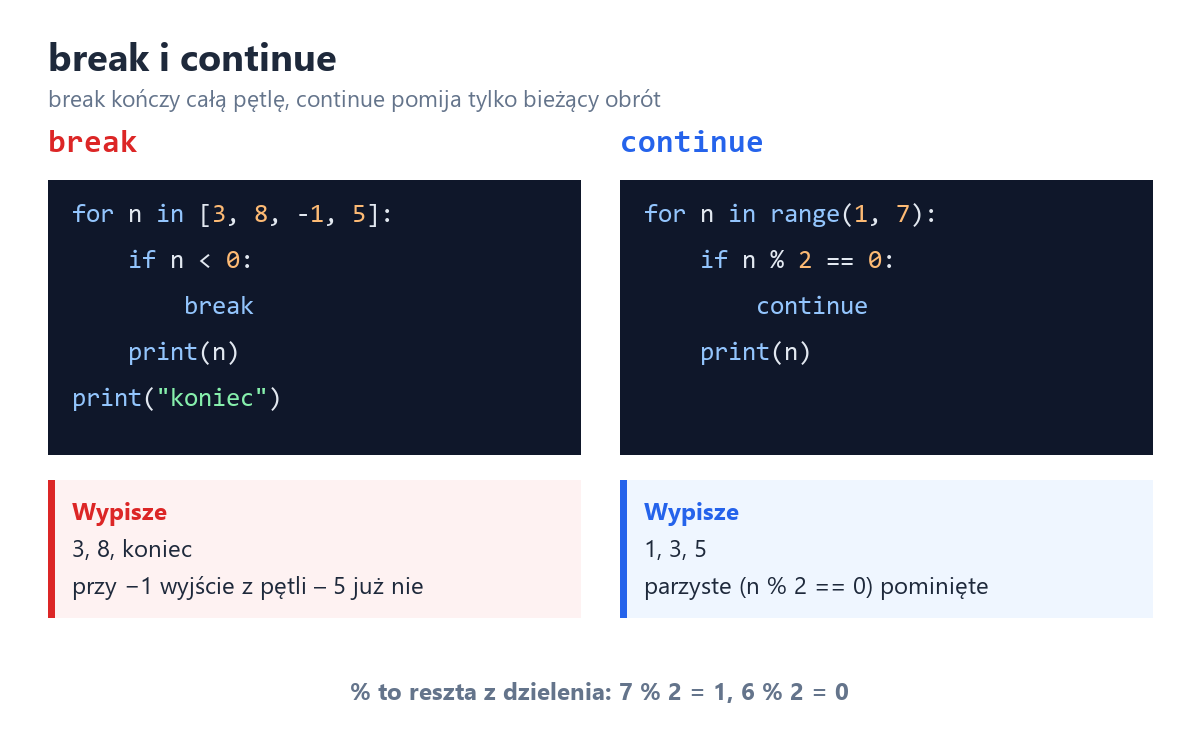 break i continue
break kończy całą pętlę, continue pomija tylko bieżący obrót
break
for n in [3, 8, -1, 5]:
    if n < 0:
        break
    print(n)
print("koniec")
Wypisze
3, 8, koniec
przy −1 wyjście z pętli – 5 już nie
continue
for n in range(1, 7):
    if n % 2 == 0:
        continue
    print(n)
Wypisze
1, 3, 5
parzyste (n % 2 == 0) pominięte
% to reszta z dzielenia: 7 % 2 = 1, 6 % 2 = 0